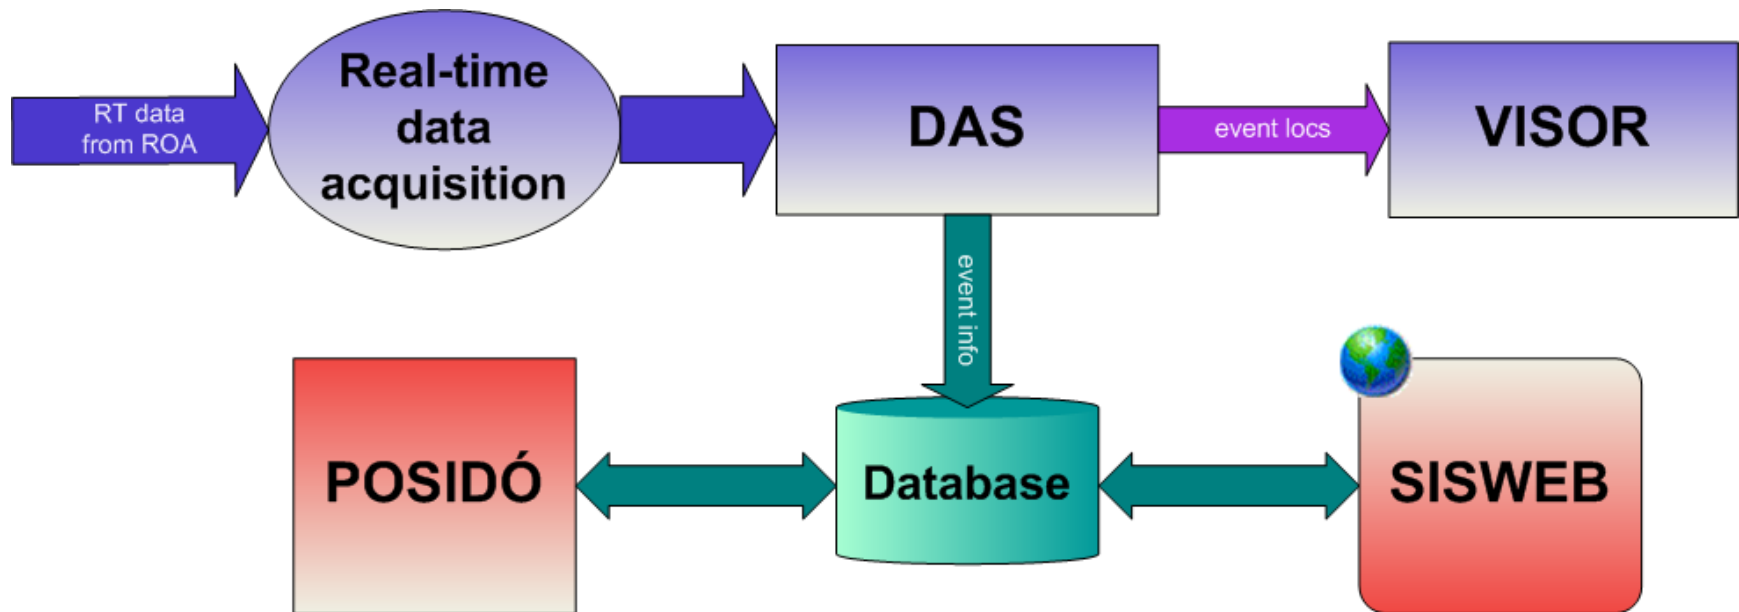 RT data
from ROA
Real-time
data
acquisition
DAS
event locs
VISOR
event info
POSIDÓ
Database
SISWEB